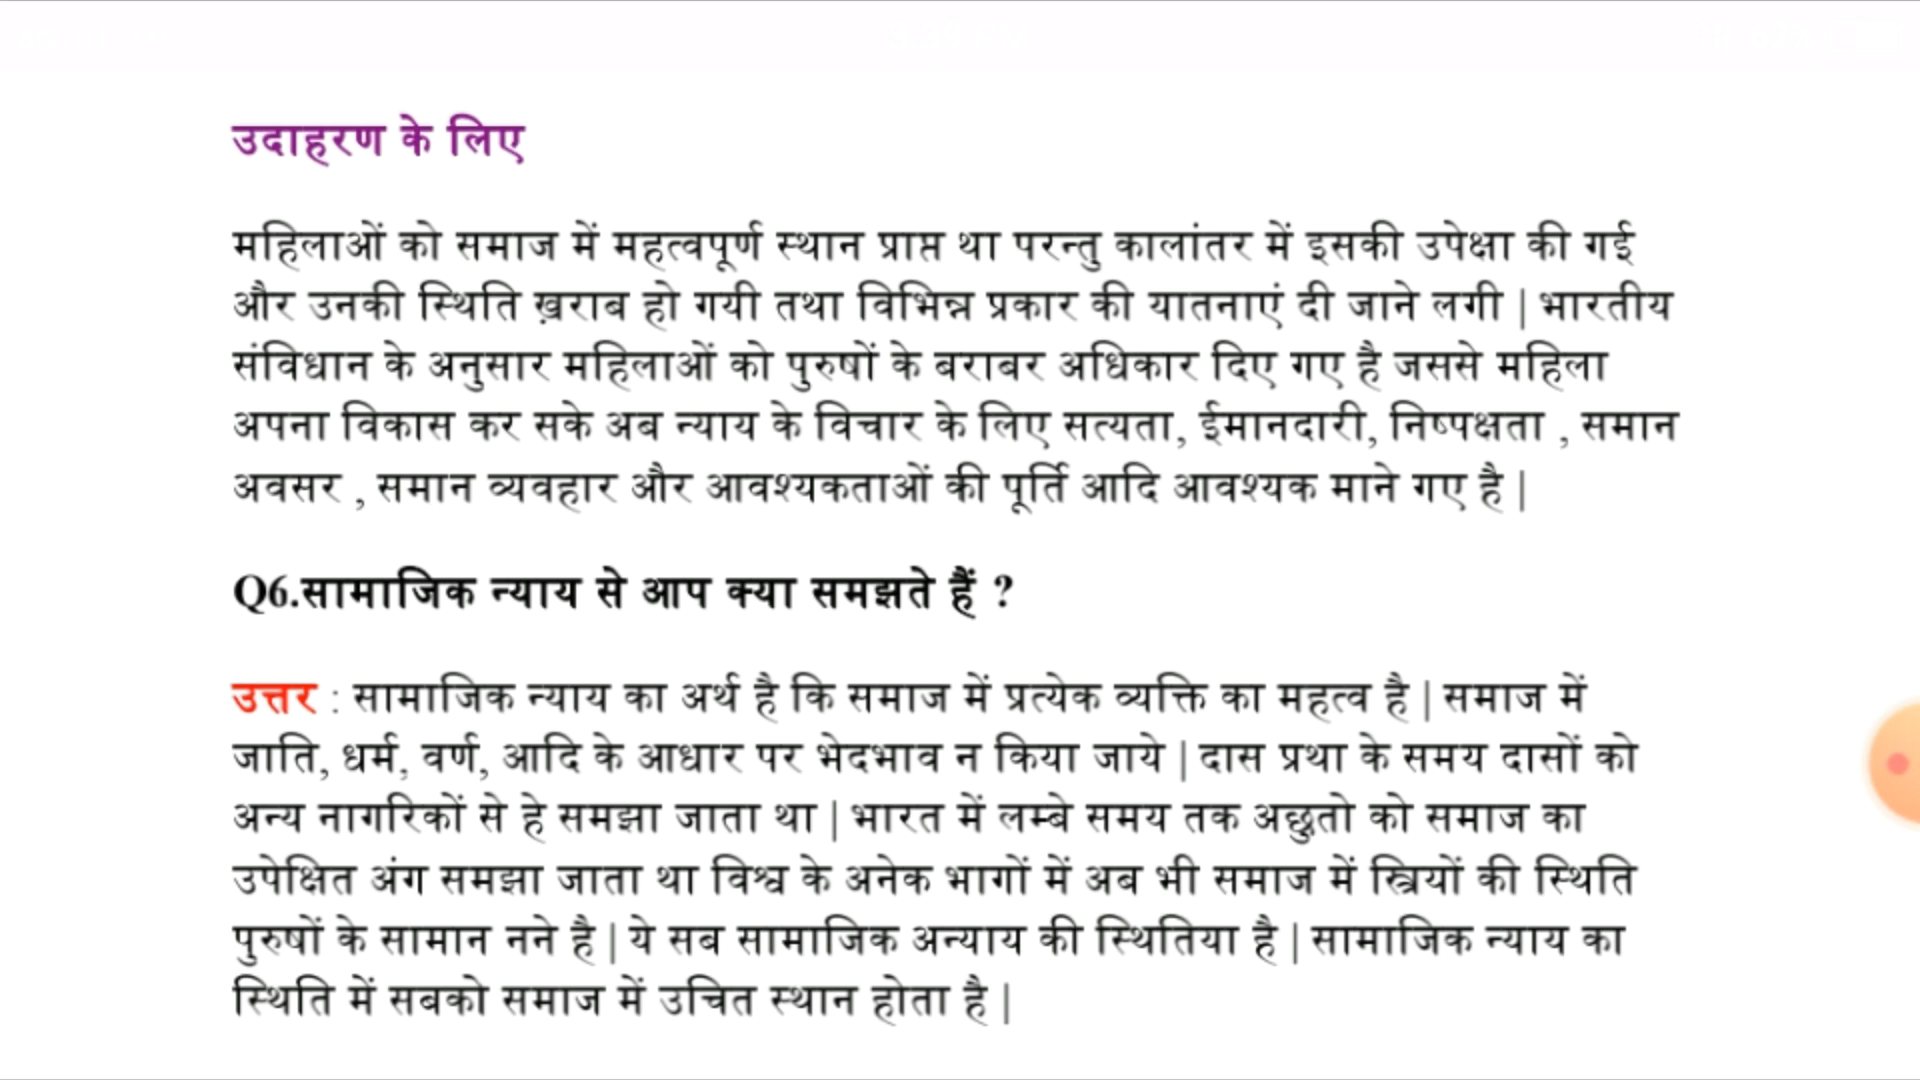 उदाहरण के लिए
महिलाओं को समाज में महत्वपूर्ण स्थान प्राप्त था परन्तु कालांतर में इसकी उपेक्षा की गई
और उनकी स्थिति ख़राब हो गयी तथा विभिन्न प्रकार की यातनाएं दी जाने लगी | भारतीय
संविधान के अनुसार महिलाओं को पुरुषों के बराबर अधिकार दिए गए है जससे महिला
अपना विकास कर सके अब न्याय के विचार के लिए सत्यता, ईमानदारी, निष्पक्षता , समान
अवसर , समान व्यवहार और आवश्यकताओं की पूर्ति आदि आवश्यक माने गए है |
Q6.सामाजिक न्याय से आप क्या समझते हैं ?
उत्तर : सामाजिक न्याय का अर्थ है कि समाज में प्रत्येक व्यक्ति का महत्व है | समाज में
जाति, धर्म, वर्ण, आदि के आधार पर भेदभाव न किया जाये | दास प्रथा के समय दासों को
अन्य नागरिकों से हे समझा जाता था | भारत में लम्बे समय तक अछुतो को समाज का
उपेक्षित अंग समझा जाता था विश्व के अनेक भागों में अब भी समाज में स्त्रियों की स्थिति
पुरुषों के सामान नने है | ये सब सामाजिक अन्याय की स्थितिया है | सामाजिक न्याय का
स्थिति में सबको समाज में उचित स्थान होता है |